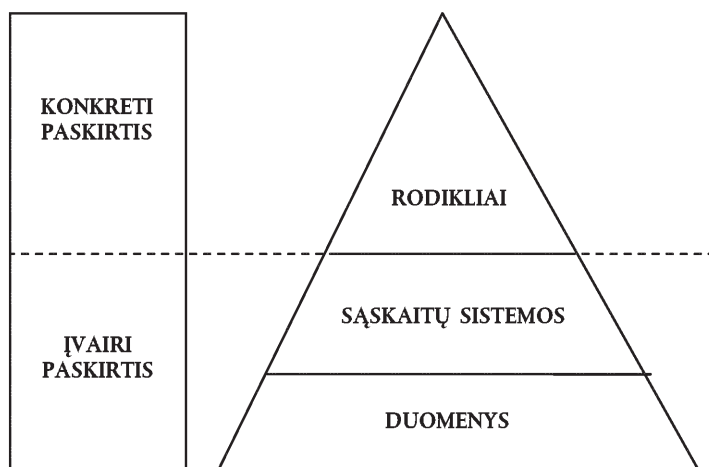 KONKRETI
PASKIRTIS
RODIKLIAI
SĄSKAITŲ SISTEMOS
ĮVAIRI
PASKIRTIS
DUOMENYS